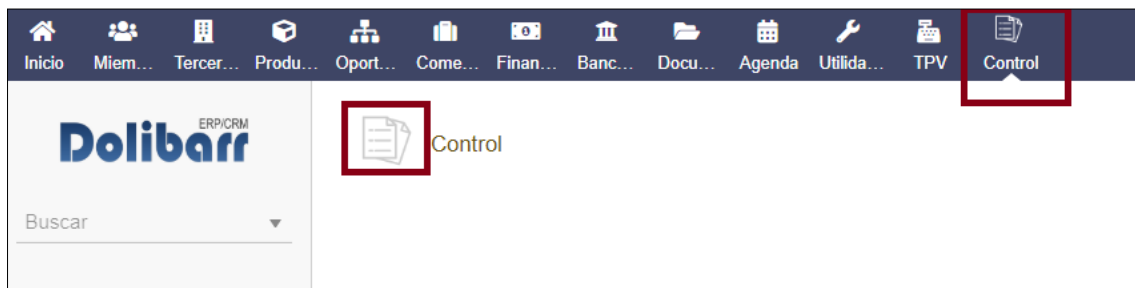 Inicio Miem... Tercer... Produ... Oport... Come... Finan... Banc... Docu... Agenda Utilida... TPV Control
Dolibarr ERP/CRM
Control
Buscar